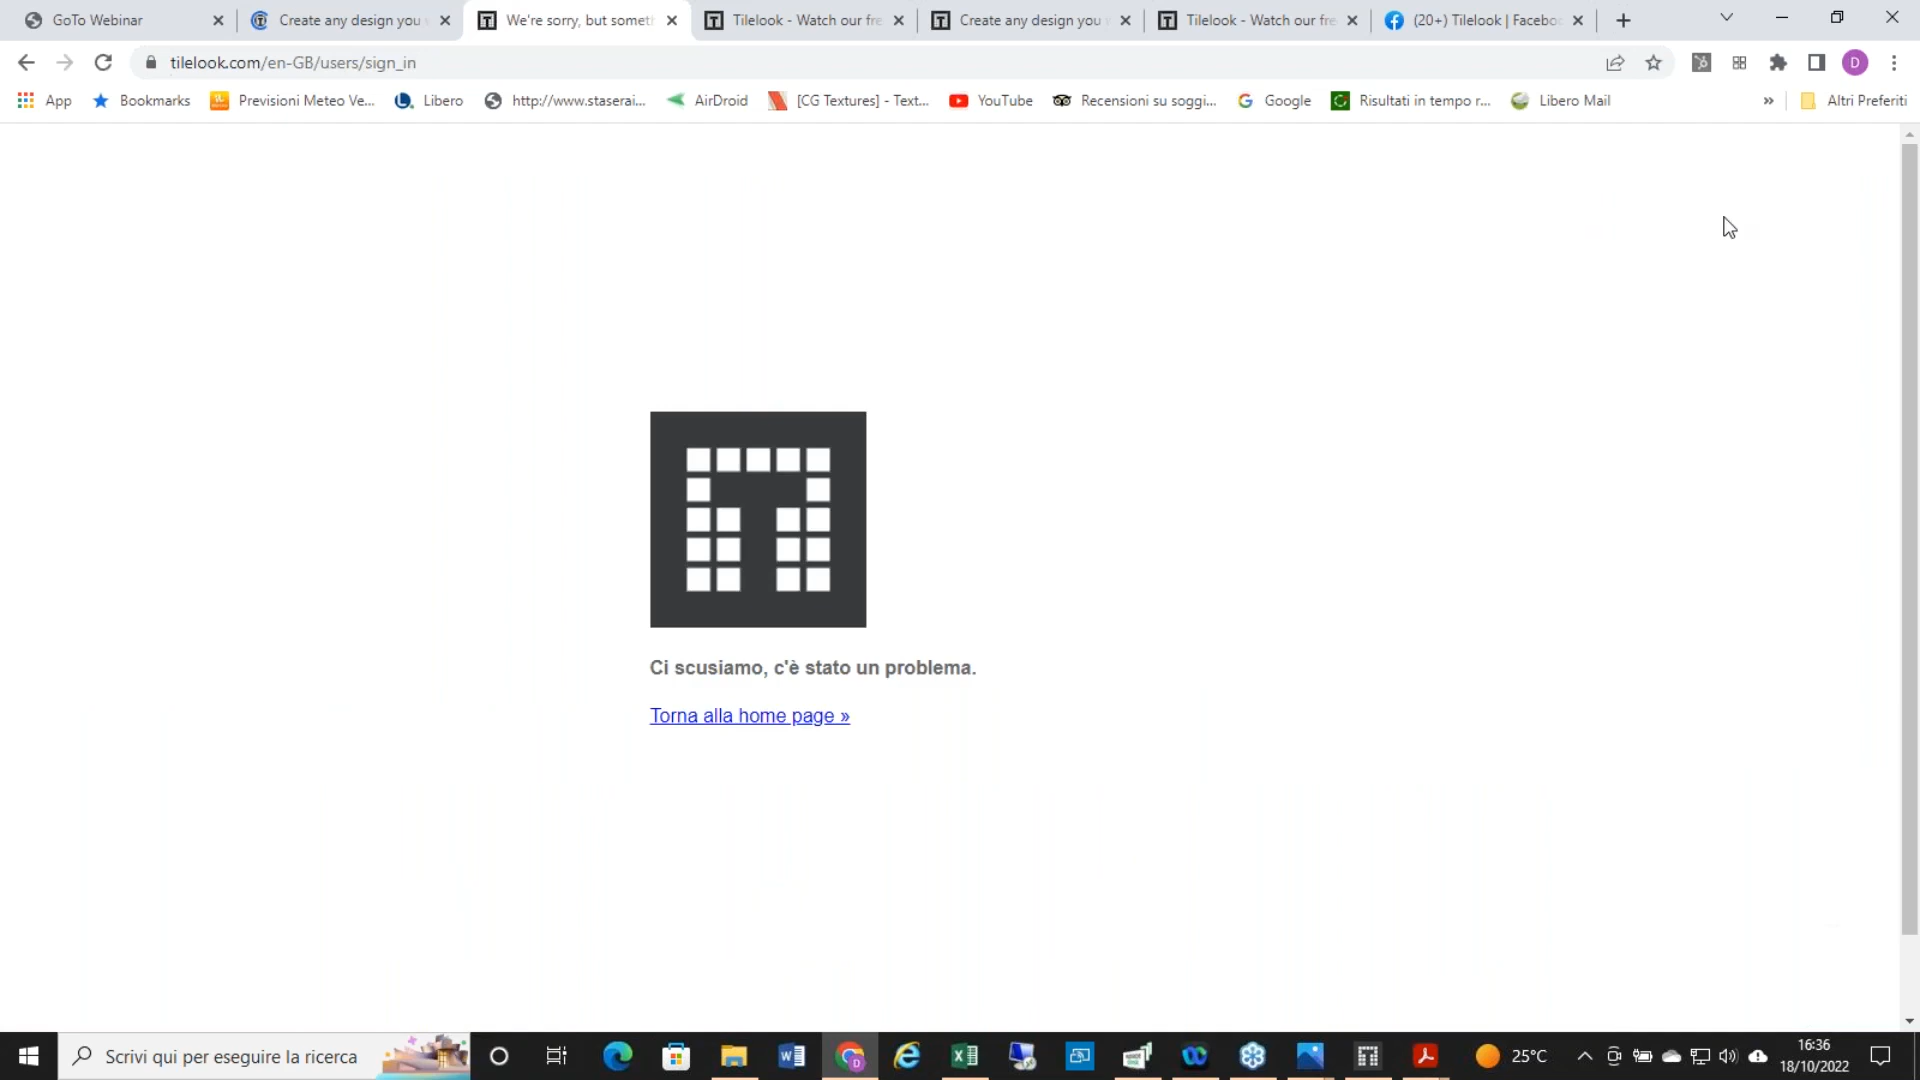 GoTo Webinar
Create any design you
We're sorry, but somet
Tilelook - Watch our fre
Create any design you
Tilelook - Watch our fre
(20+) Tilelook | Facebo
tilelook.com/en-GB/users/sign_in
D
App
Bookmarks
Previsioni Meteo Ve...
Libero
http://www.staserai...
AirDroid
[CG Textures] - Text...
YouTube
Recensioni su soggi...
Google
Risultati in tempo r...
Libero Mail
»
Altri Preferiti
Ci scusiamo, c'è stato un problema.
Torna alla home page »
Scrivi qui per eseguire la ricerca
25°C
16:36
18/10/2022